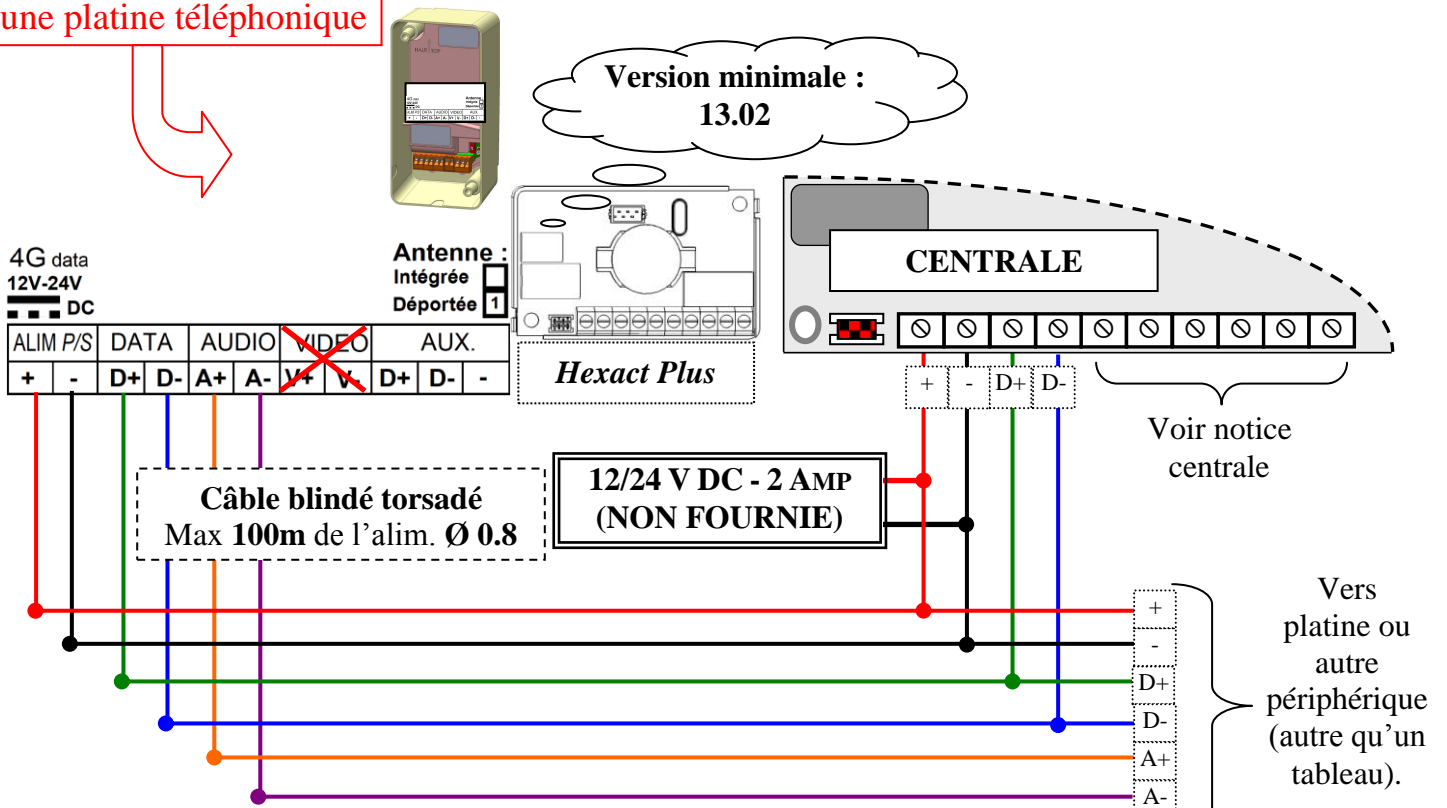 une platine téléphonique
HAUT TOP
Version minimale :
13.02
4G data
12V-24V
DC
Antenne :
Intégrée
Déportée 1
ALIM P/S DATA AUDIO VIDEO AUX.
+ - D+ D- A+ A- V+ V- D+ D- -
Hexact Plus
CENTRALE
+ - D+ D-
Voir notice
centrale
Câble blindé torsadé
Max 100m de l’alim. Ø 0.8
12/24 V DC - 2 AMP
(NON FOURNIE)
+
-
D+
D-
A+
A-
Vers
platine ou
autre
périphérique
(autre qu’un
tableau).